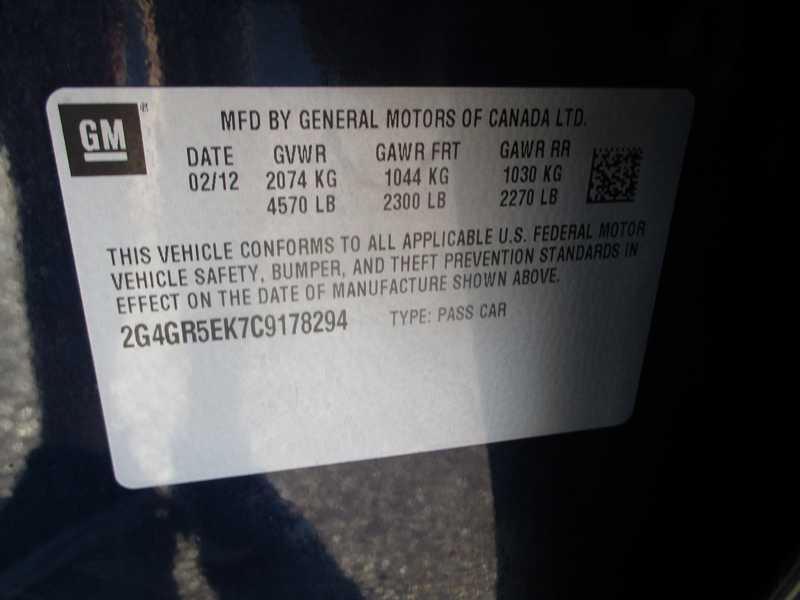 GM ®
MFD BY GENERAL MOTORS OF CANADA LTD.
DATE GVWR GAWR FRT GAWR RR
02/12 2074 KG 1044 KG 1030 KG
4570 LB 2300 LB 2270 LB
THIS VEHICLE CONFORMS TO ALL APPLICABLE U.S. FEDERAL MOTOR
VEHICLE SAFETY, BUMPER, AND THEFT PREVENTION STANDARDS IN
EFFECT ON THE DATE OF MANUFACTURE SHOWN ABOVE.
2G4GR5EK7C9178294 TYPE: PASS CAR